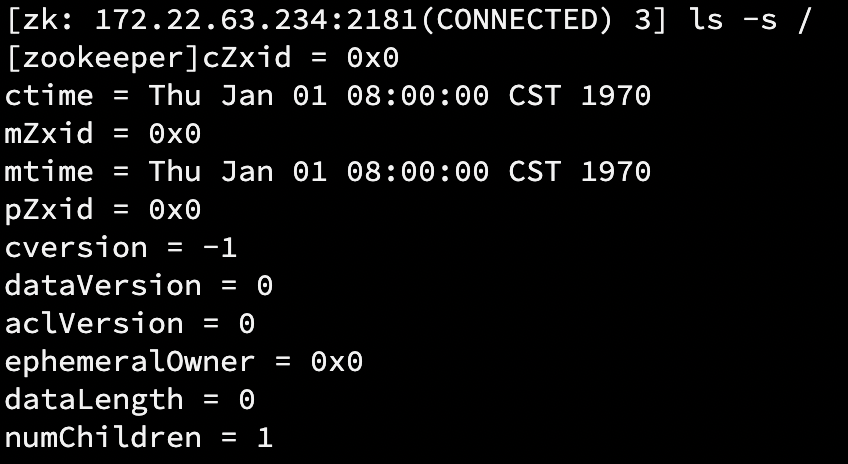 [zk: 172.22.63.234:2181(CONNECTED) 3] ls -s /
[zookeeper]cZxid = 0x0
ctime = Thu Jan 01 08:00:00 CST 1970
mZxid = 0x0
mtime = Thu Jan 01 08:00:00 CST 1970
pZxid = 0x0
cversion = -1
dataVersion = 0
aclVersion = 0
ephemeralOwner = 0x0
dataLength = 0
numChildren = 1